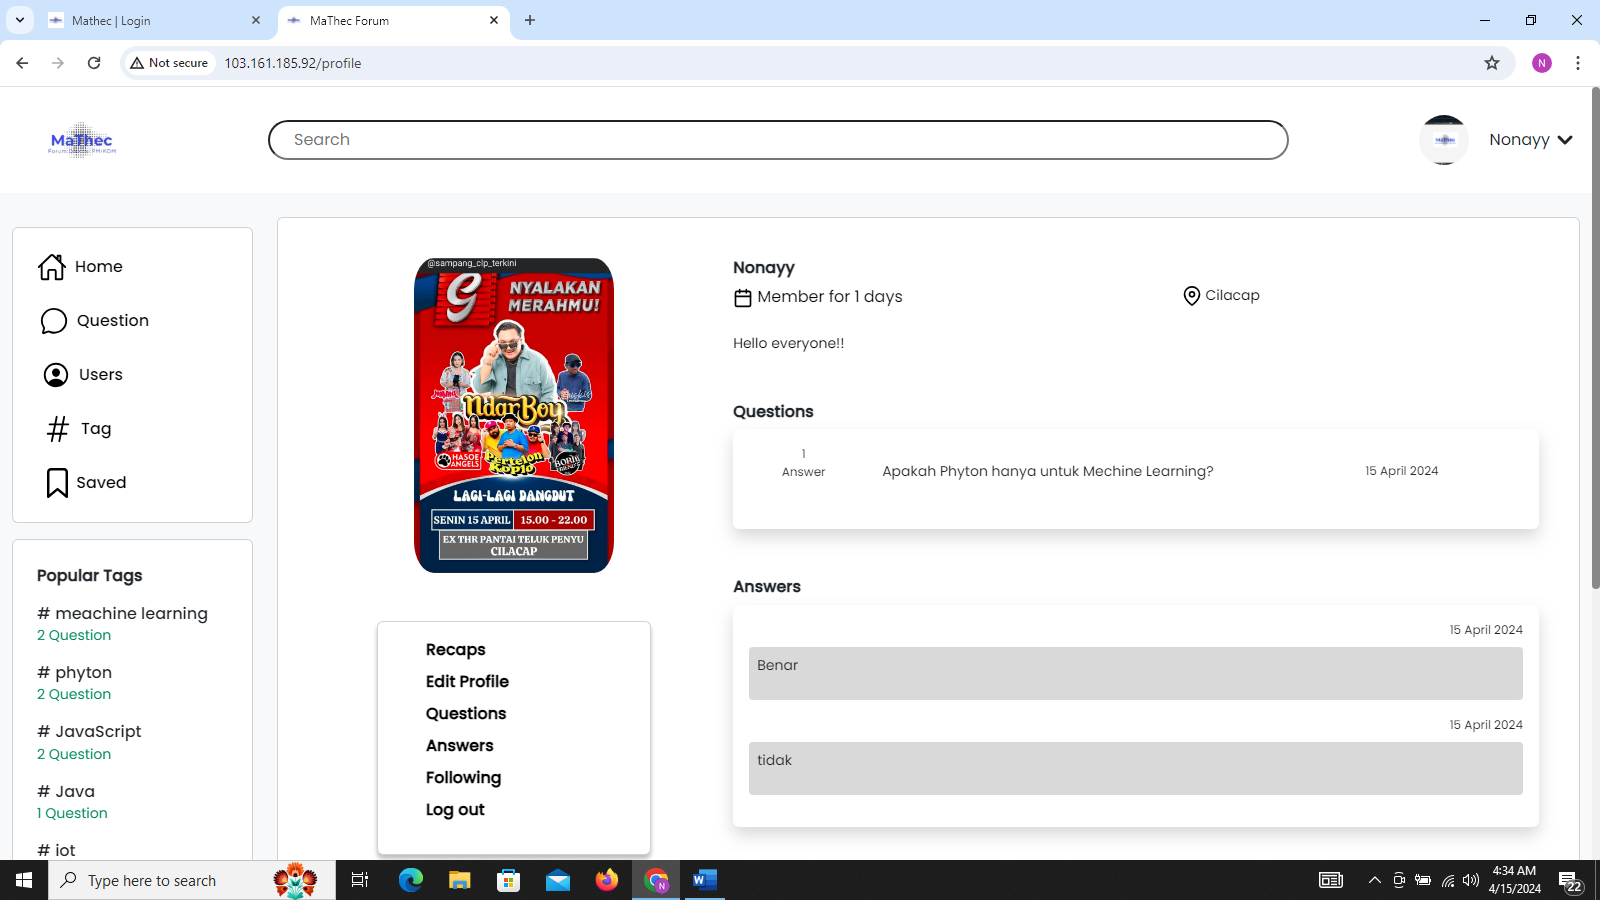 Mathec | Login
MaThec Forum
Not secure
103.161.185.92/profile
N
MaThec
Search
Nonayy
Home
Question
Users
Tag
Saved
Popular Tags
# meachine learning
2 Question
# phyton
2 Question
# JavaScript
2 Question
# Java
1 Question
# iot
@sampang_clp_terkini
NYALAKAN
MERAHMU!
NDARBOY
HASOE
ANGELS
Pertelon
Koplo
LAGI-LAGI DANGDUT
SENIN 15 APRIL 15.00 - 22.00
EX THR PANTAI TELUK PENYU
CILACAP
Recaps
Edit Profile
Questions
Answers
Following
Log out
Nonayy
Member for 1 days
Cilacap
Hello everyone!!
Questions
1
Answer
Apakah Phyton hanya untuk Mechine Learning?
15 April 2024
Answers
15 April 2024
Benar
15 April 2024
tidak
Type here to search
4:34 AM
4/15/2024
22